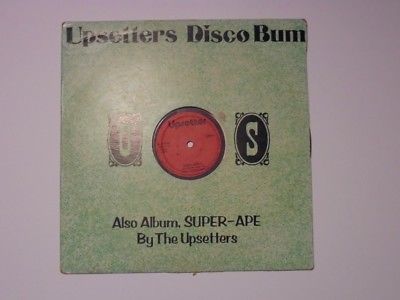 Upsetters Disco Bum
U S
Upsetter
Also Album, SUPER-APE
By The Upsetters